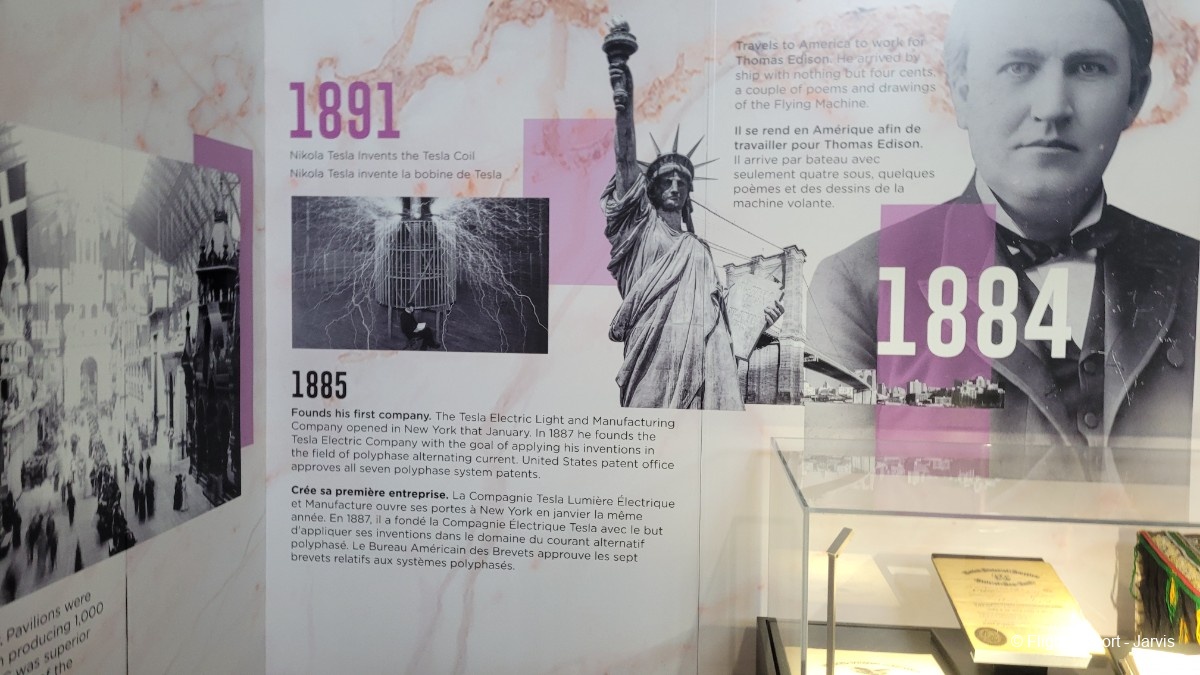 1891
Nikola Tesla Invents the Tesla Coil
Nikola Tesla invente la bobine de Tesla
1885
Founds his first company. The Tesla Electric Light and Manufacturing
Company opened in New York that January. In 1887 he founds the
Tesla Electric Company with the goal of applying his inventions in
the field of polyphase alternating current. United States patent office
approves all seven polyphase system patents.
Crée sa première entreprise. La Compagnie Tesla Lumière Électrique
et Manufacture ouvre ses portes à New York en janvier la même
année. En 1887, il a fondé la Compagnie Électrique Tesla avec le but
d'appliquer ses inventions dans le domaine du courant alternatif
polyphasé. Le Bureau Américain des Brevets approuve les sept
brevets relatifs aux systèmes polyphasés.
Travels to America to work for
Thomas Edison. He arrived by
ship with nothing but four cents,
a couple of poems and drawings
of the Flying Machine.
Il se rend en Amérique afin de
travailler pour Thomas Edison.
Il arrive par bateau avec
seulement quatre sous, quelques
poèmes et des dessins de la
machine volante.
1884
Pavilions were
producing 1,000
was superior
of the
- Jarvis